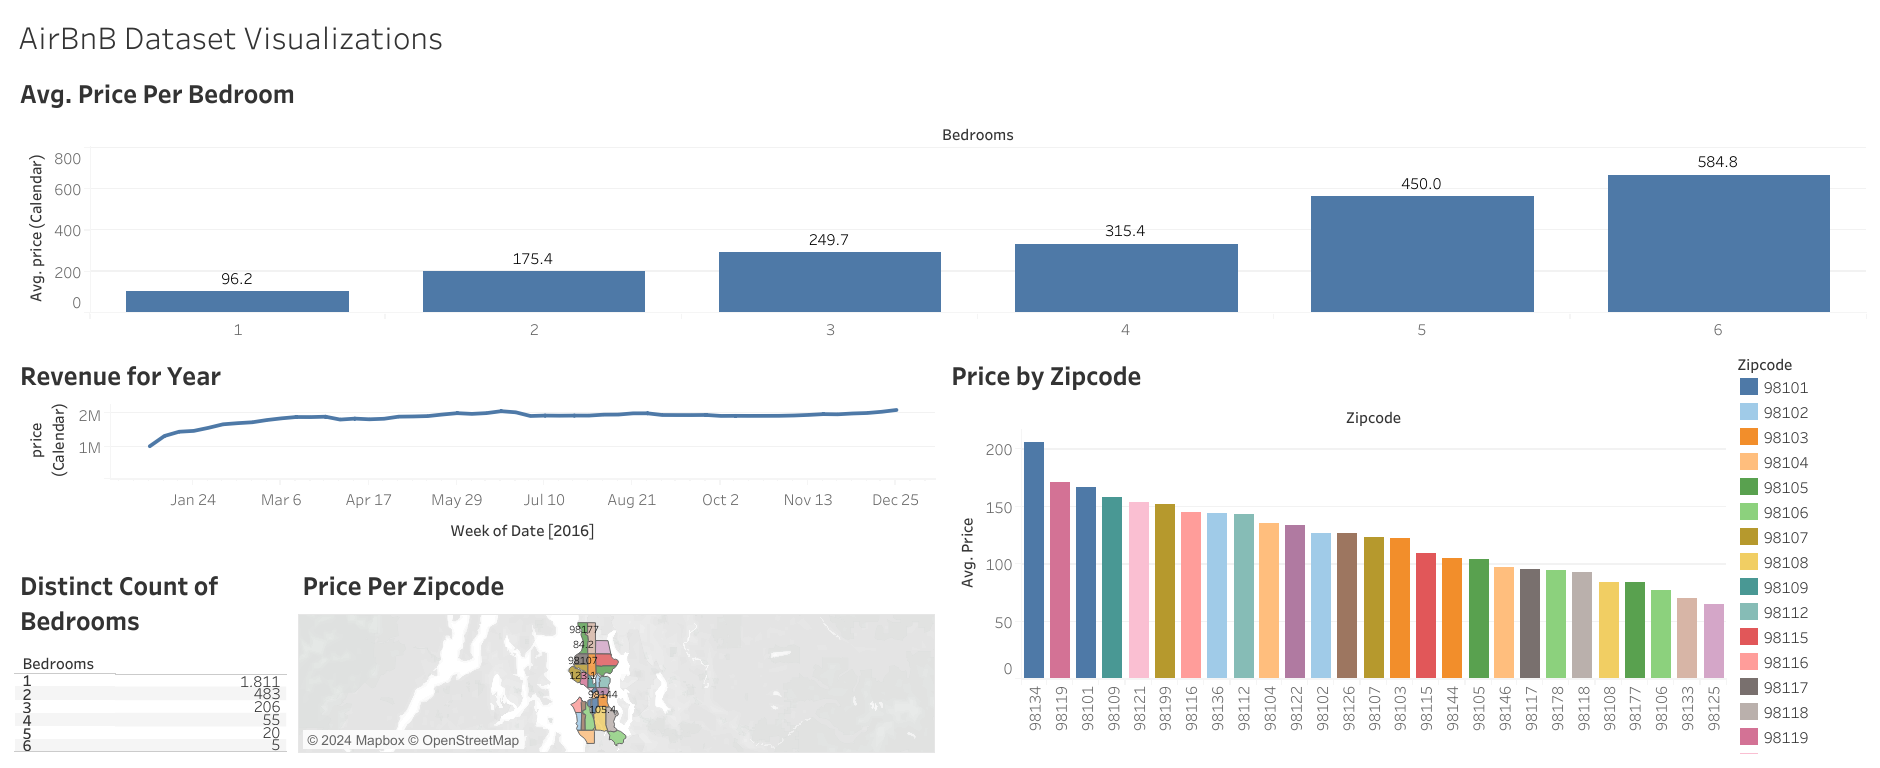 AirBnB Dataset Visualizations
Avg. Price Per Bedroom
Bedrooms
Avg. price (Calendar)
800
600
400
200
0
96.2
175.4
249.7
315.4
450.0
584.8
1
2
3
4
5
6
Revenue for Year
price
(Calendar)
2M
1M
Jan 24
Mar 6
Apr 17
May 29
Jul 10
Aug 21
Oct 2
Nov 13
Dec 25
Week of Date [2016]
Price by Zipcode
Zipcode
Avg. Price
200
150
100
50
0
98134
98119
98101
98109
98121
98199
98116
98136
98112
98104
98122
98102
98126
98107
98103
98115
98144
98105
98146
98117
98178
98118
98108
98177
98106
98133
98125
Zipcode
98101
98102
98103
98104
98105
98106
98107
98108
98109
98112
98115
98116
98117
98118
98119
Distinct Count of
Bedrooms
Bedrooms
1 1.811
2 483
3 206
4 55
5 20
6 5
Price Per Zipcode
98177
84.2
98107
123.1
98144
105.4
© 2024 Mapbox © OpenStreetMap